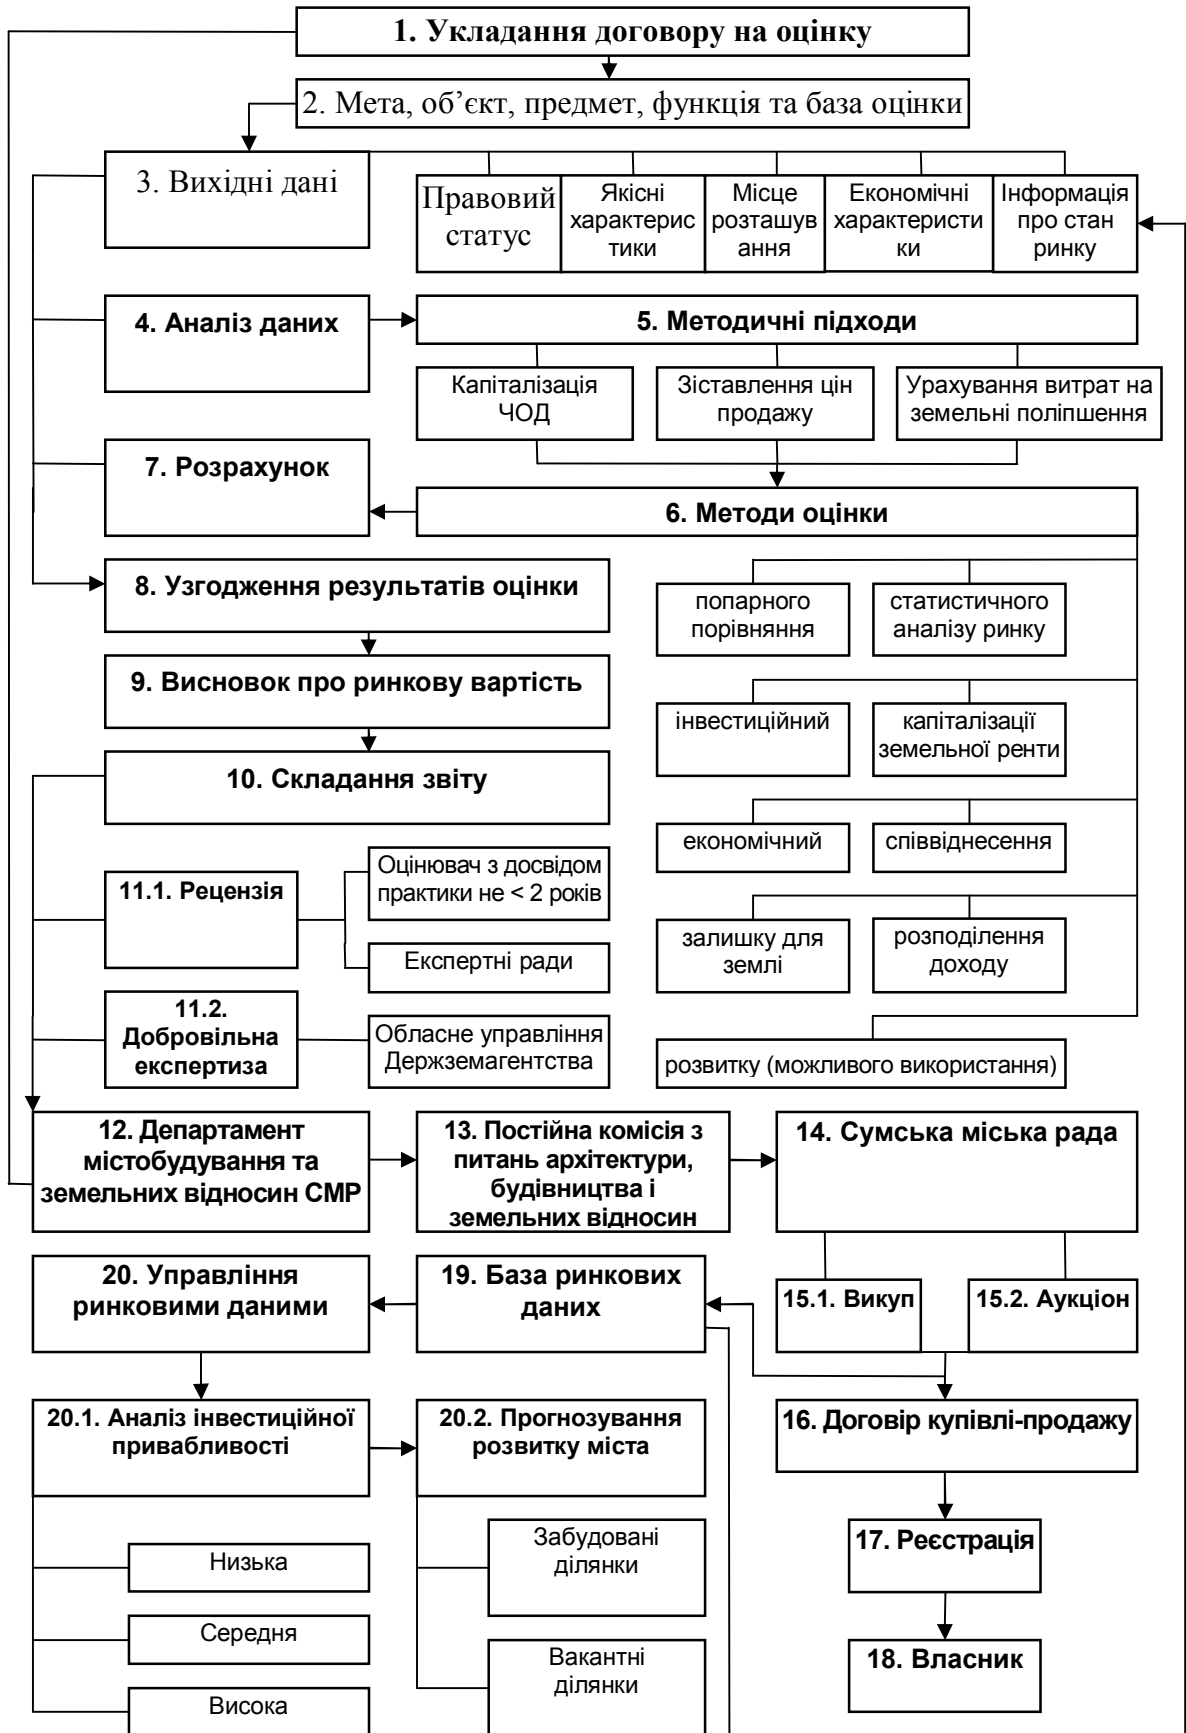 1. Укладання договору на оцінку
2. Мета, об’єкт, предмет, функція та база оцінки
3. Вихідні дані
Правовий
статус
Якісні
характерис
тики
Місце
розташув
ання
Економічні
характеристи
ки
Інформація
про стан
ринку
4. Аналіз даних
5. Методичні підходи
Капіталізація
ЧОД
Зіставлення цін
продажу
Урахування витрат на
земельні поліпшення
7. Розрахунок
6. Методи оцінки
8. Узгодження результатів оцінки
попарного
порівняння
статистичного
аналізу ринку
9. Висновок про ринкову вартість
інвестиційний
капіталізації
земельної ренти
10. Складання звіту
економічний
співвіднесення
11.1. Рецензія
Оцінювач з досвідом
практики не < 2 років
Експертні ради
залишку для
землі
розподілення
доходу
11.2.
Добровільна
експертиза
Обласне управління
Держземагентства
розвитку (можливого використання)
12. Департамент
містобудування та
земельних відносин СМР
13. Постійна комісія з
питань архітектури,
будівництва і
земельних відносин
14. Сумська міська рада
20. Управління
ринковими даними
19. База ринкових
даних
15.1. Викуп
15.2. Аукціон
20.1. Аналіз інвестиційної
привабливості
20.2. Прогнозування
розвитку міста
16. Договір купівлі-продажу
Низька
Середня
Висока
Забудовані
ділянки
Вакантні
ділянки
17. Реєстрація
18. Власник